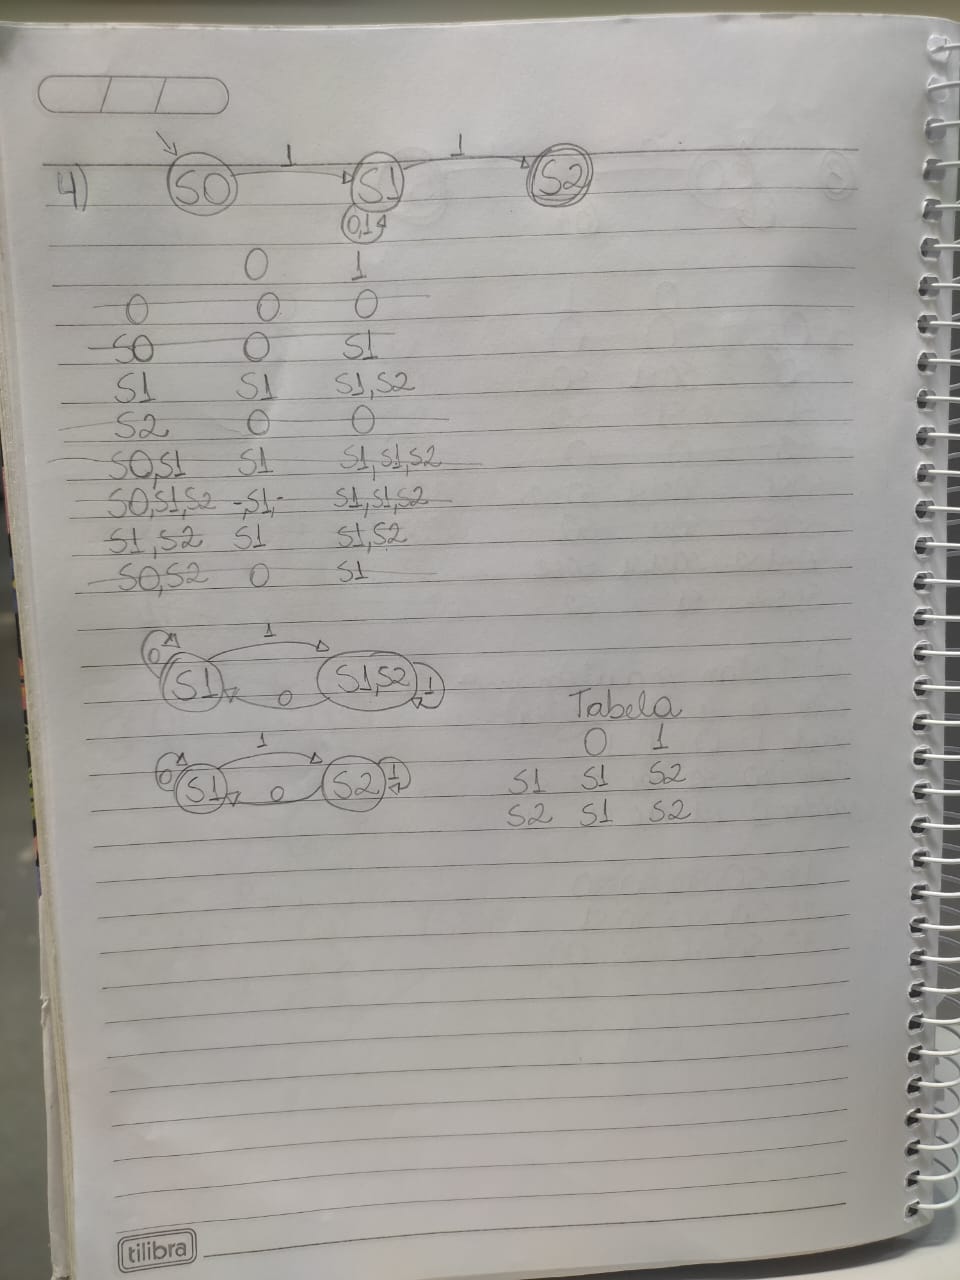 1 1
4) S0 S1 S2
0,1
0 1
0 0 0
S0 0 S1
S1 S1 S1,S2
S2 0 0
S0,S1 S1 S1,S1,S2
S0,S1,S2 -,S1,- S1,S1,S2
S1,S2 S1 S1,S2
S0,S2 0 S1
1
0 S1 0 S1,S2 1
1
0 S1 0 S2 1
Tabela
0 1
S1 S1 S2
S2 S1 S2
tilibra